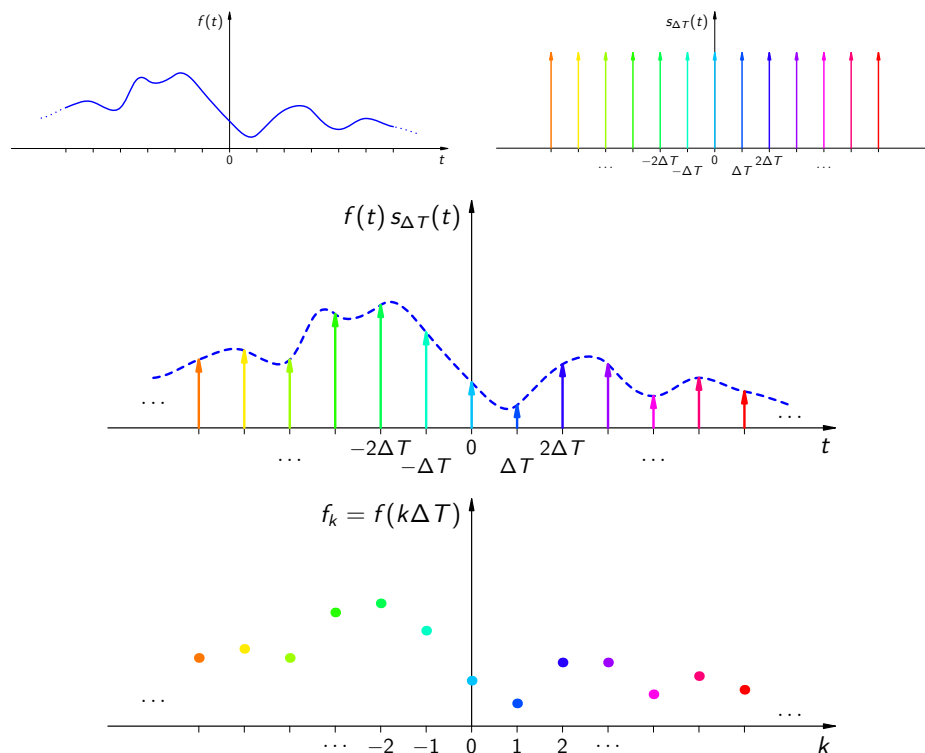 f(t)
0
t
s_{ΔT}(t)
⋯ −2ΔT 0 2ΔT ⋯
−ΔT ΔT
f(t) s_{ΔT}(t)
⋯ ⋯
−2ΔT 0 2ΔT t
⋯ −ΔT ΔT ⋯
f_k = f(kΔT)
⋯ ⋯
⋯ −2 −1 0 1 2 ⋯ k